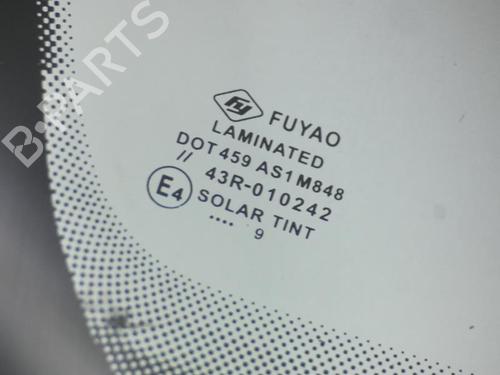 B-PARTS
Fy FUYAO
LAMINATED
DOT459 AS1M848
// 43R-010242
E4 SOLAR TINT
.... 9